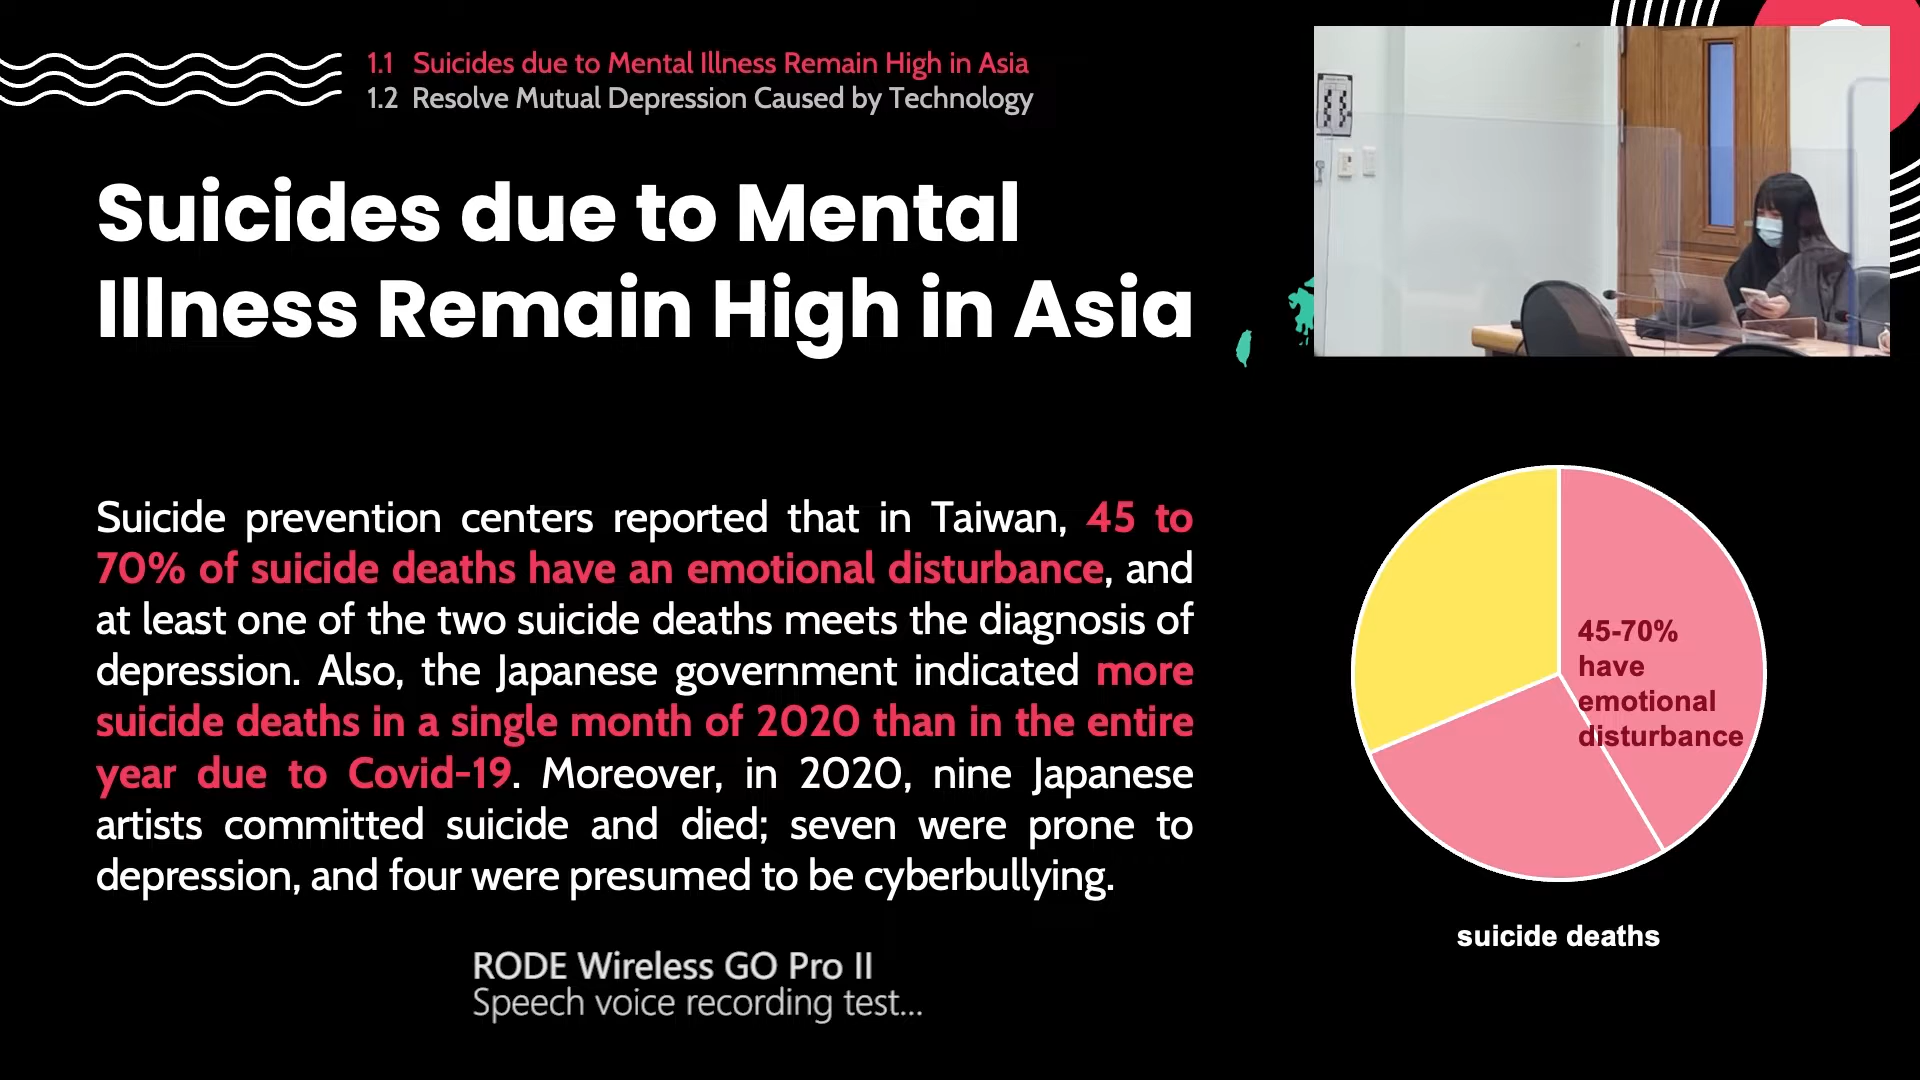 1.1 Suicides due to Mental Illness Remain High in Asia
1.2 Resolve Mutual Depression Caused by Technology
Suicides due to Mental
Illness Remain High in Asia
Suicide prevention centers reported that in Taiwan, 45 to
70% of suicide deaths have an emotional disturbance, and
at least one of the two suicide deaths meets the diagnosis of
depression. Also, the Japanese government indicated more
suicide deaths in a single month of 2020 than in the entire
year due to Covid-19. Moreover, in 2020, nine Japanese
artists committed suicide and died; seven were prone to
depression, and four were presumed to be cyberbullying.
45-70%
have
emotional
disturbance
suicide deaths
RODE Wireless GO Pro II
Speech voice recording test...